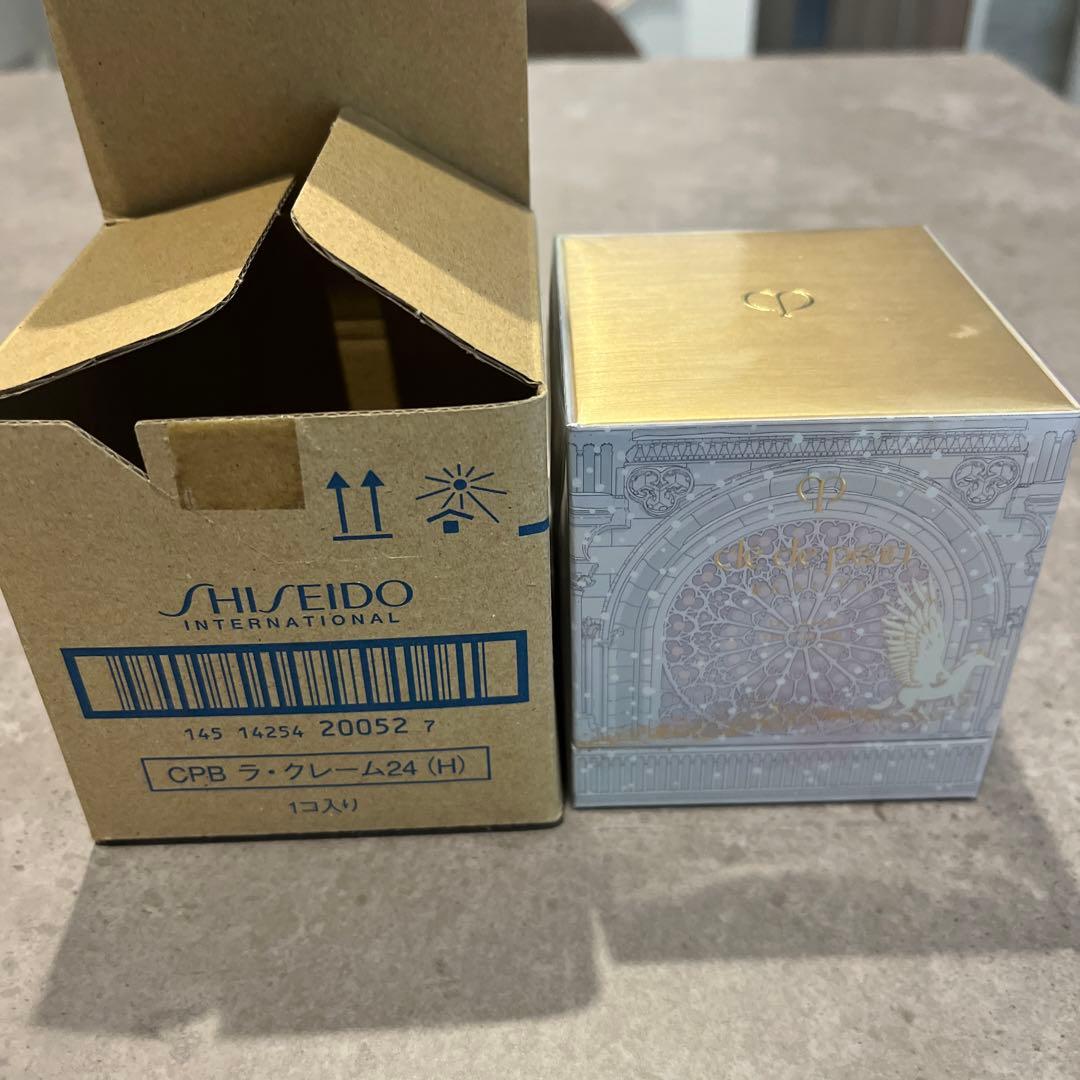 SHISEIDO
INTERNATIONAL
145 14254 20052 7
CPB ラ・クレーム24(H)
1コ入り
clé de peau